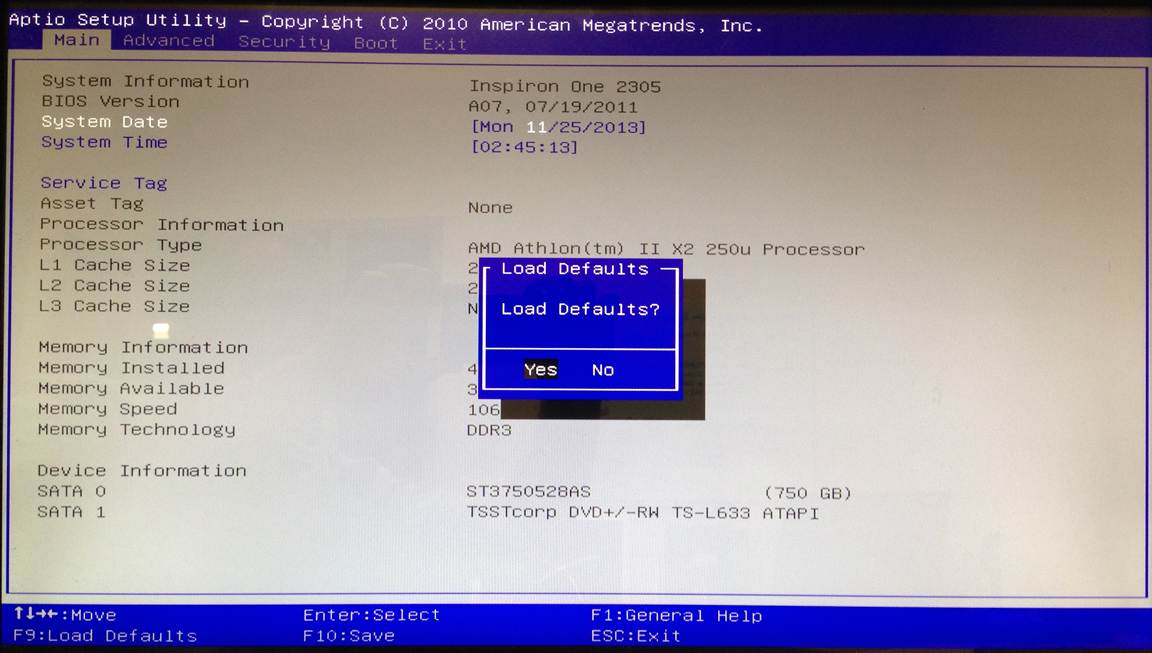 Aptio Setup Utility - Copyright (C) 2010 American Megatrends, Inc.
Main Advanced Security Boot Exit
System Information Inspiron One 2305
BIOS Version A07, 07/19/2011
System Date [Mon 11/25/2013]
System Time [02:45:13]
Service Tag
Asset Tag None
Processor Information
Processor Type AMD Athlon(tm) II X2 250u Processor
L1 Cache Size 2
L2 Cache Size 2
L3 Cache Size N
Load Defaults
Load Defaults?
Yes No
Memory Information
Memory Installed 4
Memory Available 3
Memory Speed 106
Memory Technology DDR3
Device Information
SATA 0 ST3750528AS (750 GB)
SATA 1 TSSTcorp DVD+/-RW TS-L633 ATAPI
↑↓→←:Move Enter:Select F1:General Help
F9:Load Defaults F10:Save ESC:Exit